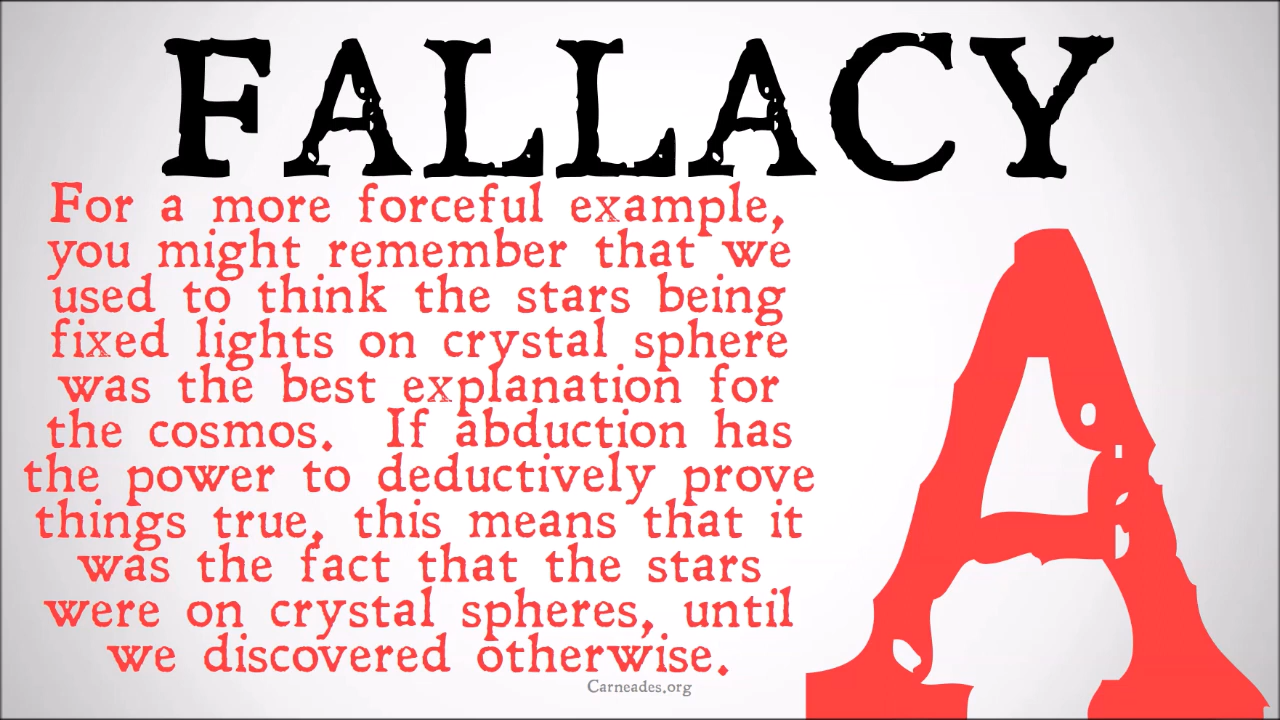 FALLACY
For a more forceful example,
you might remember that we
used to think the stars being
fixed lights on crystal sphere
was the best explanation for
the cosmos. If abduction has
the power to deductively prove
things true, this means that it
was the fact that the stars
were on crystal spheres, until
we discovered otherwise.
Carneades.org
A